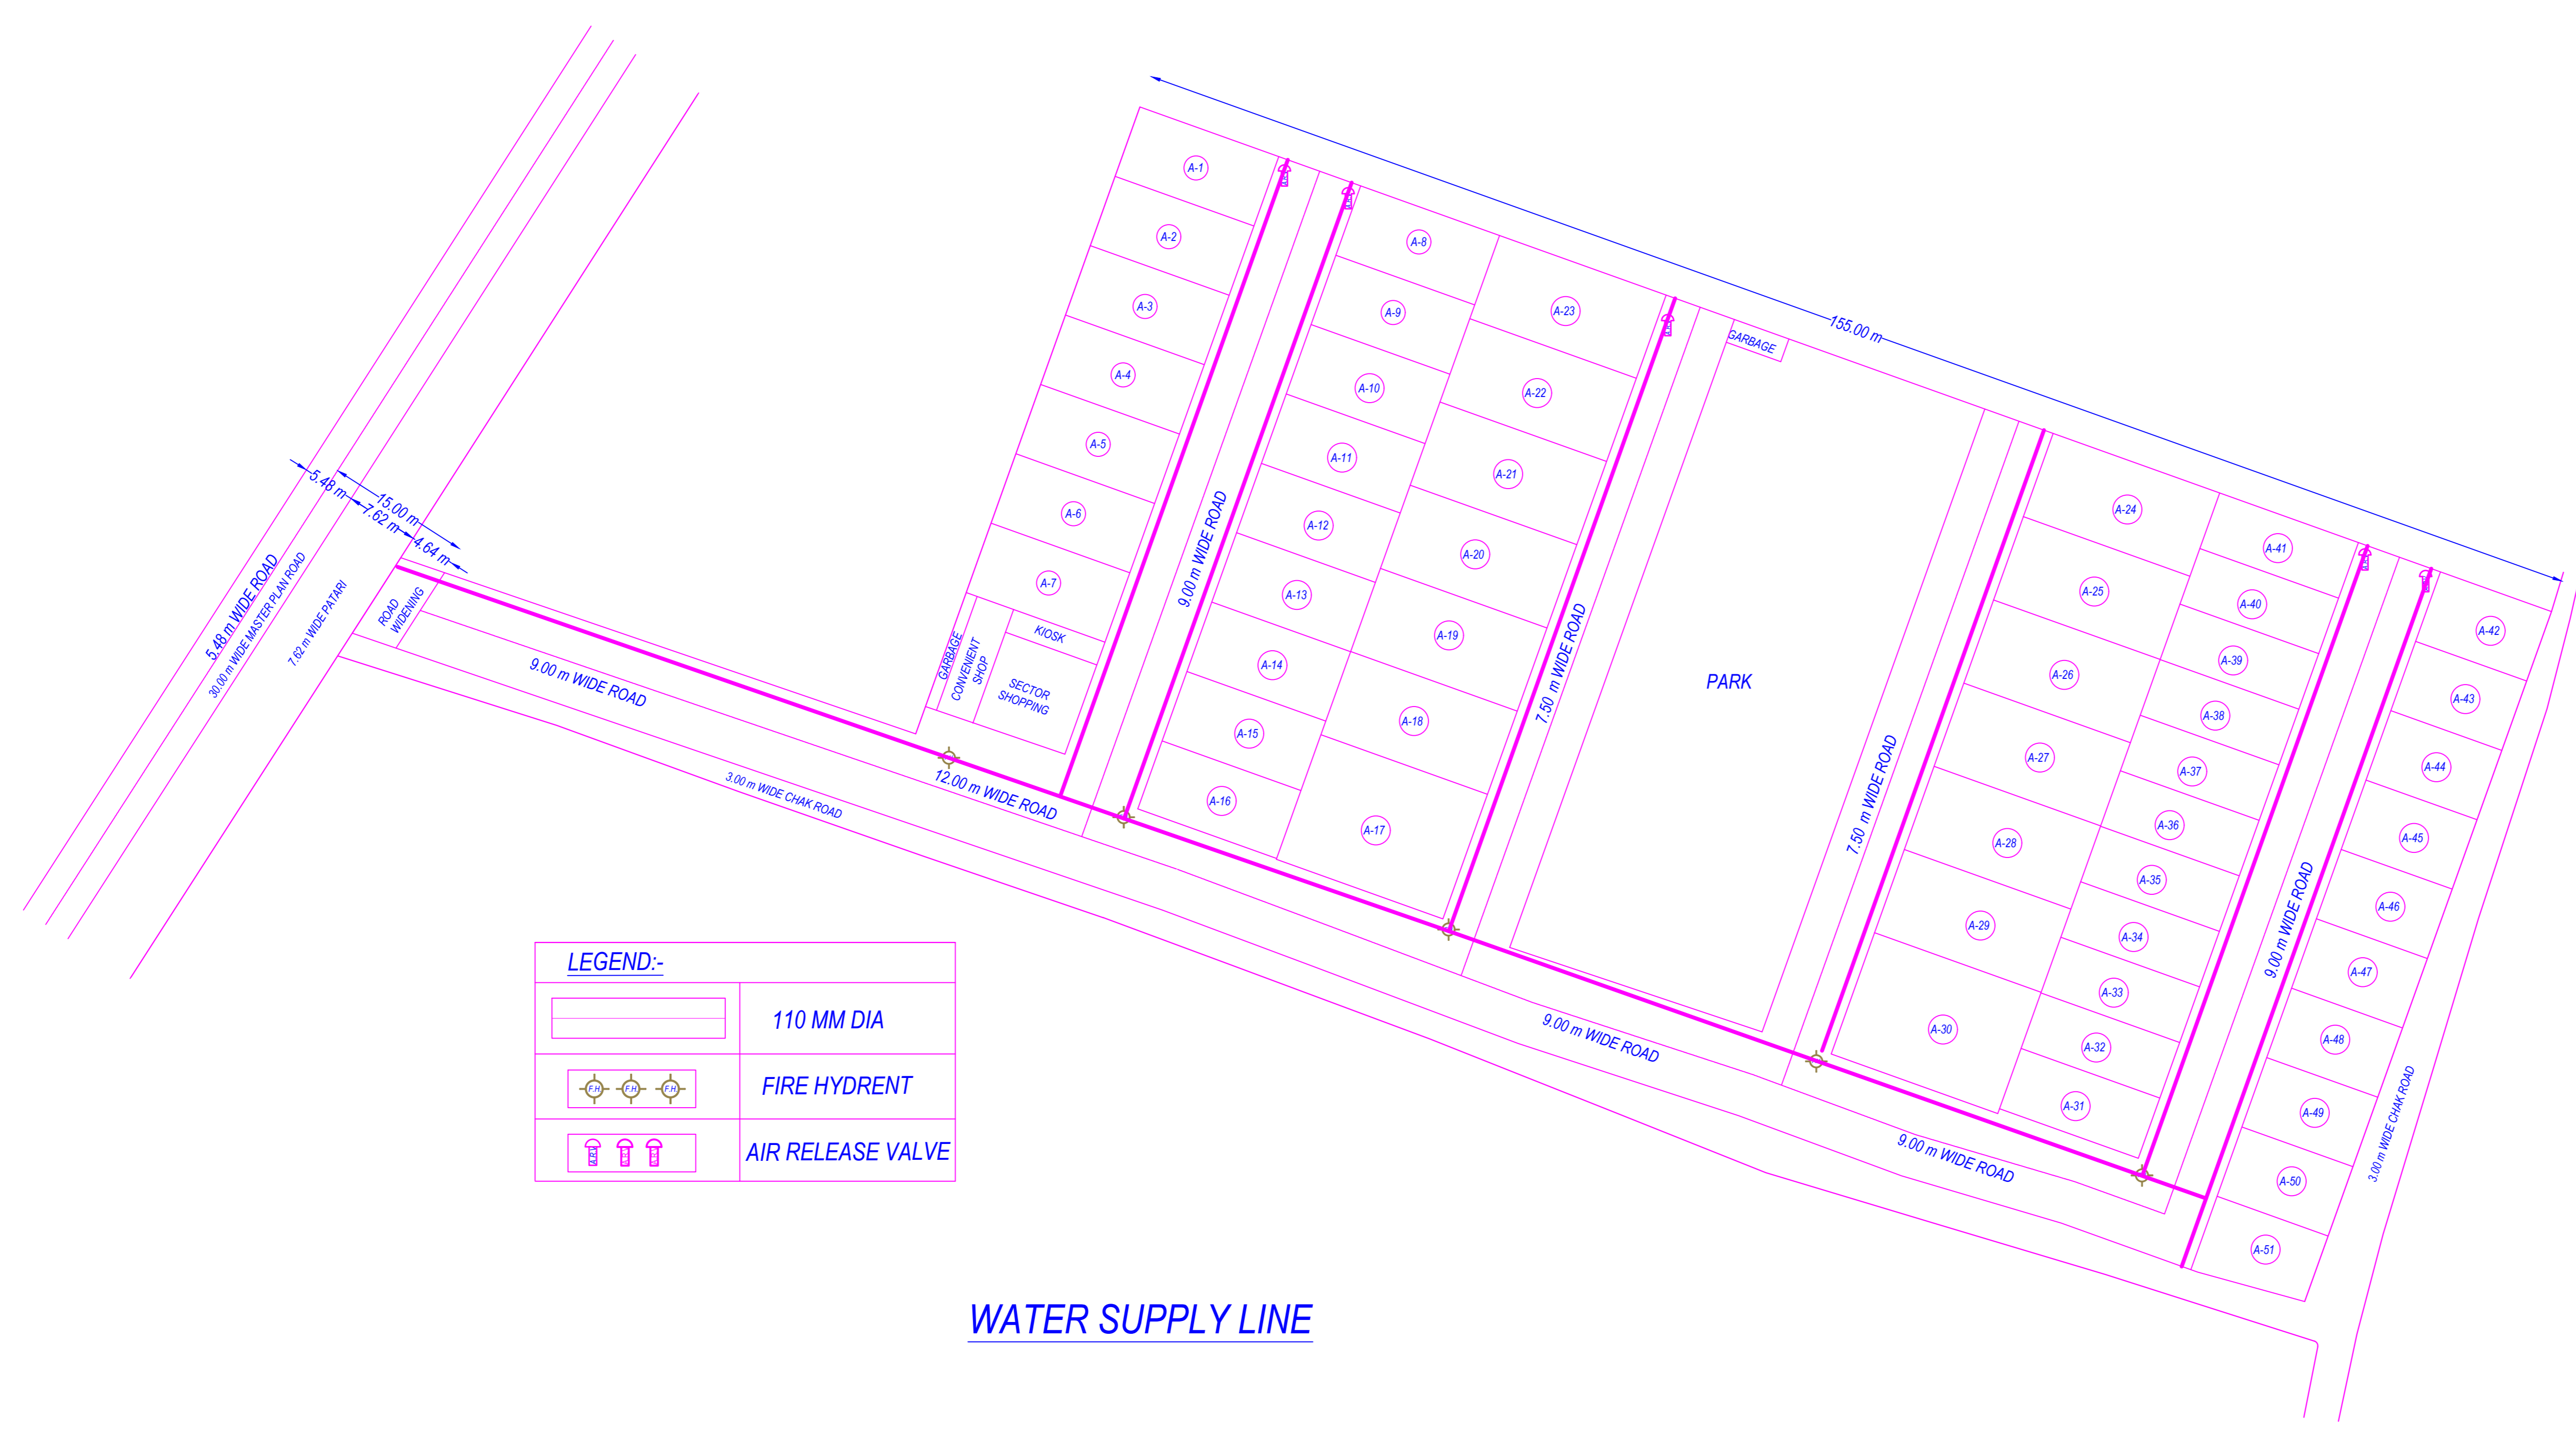 155.00 m
A-1
A-2
A-3
A-4
A-5
A-6
A-7
GARBAGE
CONVENIENT
SHOP
KIOSK
SECTOR
SHOPPING
9.00 m WIDE ROAD
A-8
A-9
A-10
A-11
A-12
A-13
A-14
A-15
A-16
A-23
A-22
A-21
A-20
A-19
A-18
A-17
7.50 m WIDE ROAD
GARBAGE
PARK
7.50 m WIDE ROAD
A-24
A-25
A-26
A-27
A-28
A-29
A-30
A-41
A-40
A-39
A-38
A-37
A-36
A-35
A-34
A-33
A-32
A-31
9.00 m WIDE ROAD
A-42
A-43
A-44
A-45
A-46
A-47
A-48
A-49
A-50
A-51
3.00 m WIDE CHAK ROAD
5.48 m
15.00 m
7.62 m
4.64 m
5.48 m WIDE ROAD
30.00 m WIDE MASTER PLAN ROAD
7.62 m WIDE PATARI
ROAD
WIDENING
9.00 m WIDE ROAD
3.00 m WIDE CHAK ROAD
12.00 m WIDE ROAD
9.00 m WIDE ROAD
9.00 m WIDE ROAD
LEGEND:-
110 MM DIA
F.H. F.H. F.H.
FIRE HYDRENT
AIR RELEASE VALVE
WATER SUPPLY LINE